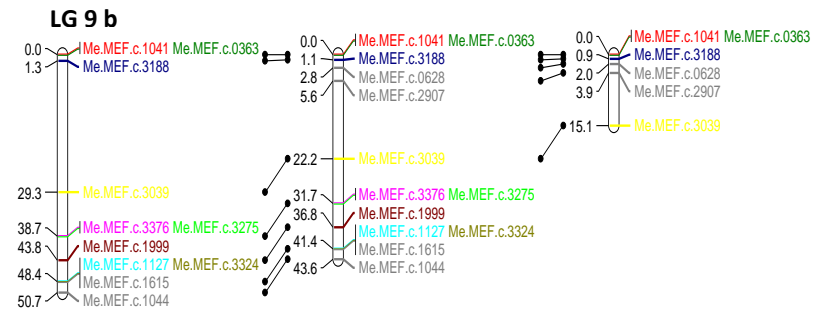 LG 9 b
0.0 Me.MEF.c.1041 Me.MEF.c.0363
1.3 Me.MEF.c.3188
29.3 Me.MEF.c.3039
38.7 Me.MEF.c.3376 Me.MEF.c.3275
43.8 Me.MEF.c.1999
48.4 Me.MEF.c.1127 Me.MEF.c.3324
Me.MEF.c.1615
50.7 Me.MEF.c.1044
0.0 Me.MEF.c.1041 Me.MEF.c.0363
1.1 Me.MEF.c.3188
2.8 Me.MEF.c.0628
5.6 Me.MEF.c.2907
22.2 Me.MEF.c.3039
31.7 Me.MEF.c.3376 Me.MEF.c.3275
36.8 Me.MEF.c.1999
41.4 Me.MEF.c.1127 Me.MEF.c.3324
Me.MEF.c.1615
43.6 Me.MEF.c.1044
0.0 Me.MEF.c.1041 Me.MEF.c.0363
0.9 Me.MEF.c.3188
2.0 Me.MEF.c.0628
3.9 Me.MEF.c.2907
15.1 Me.MEF.c.3039